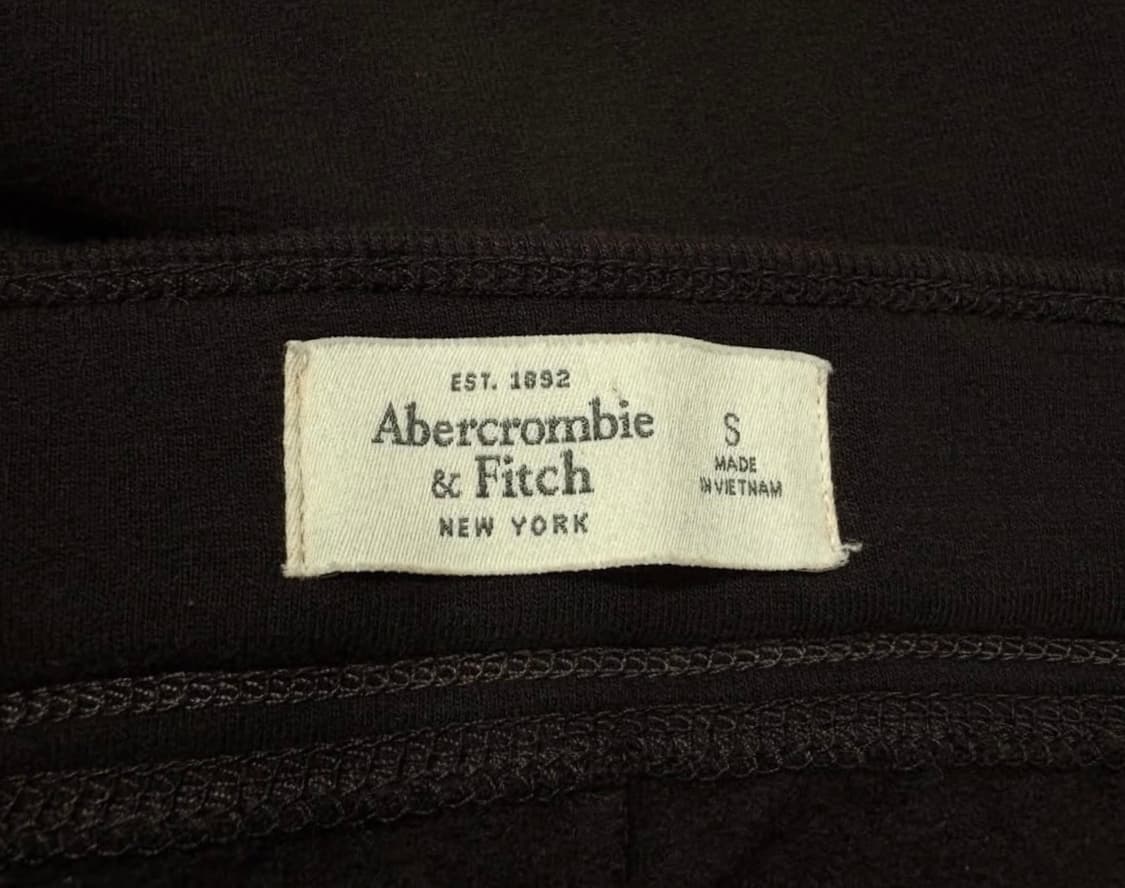 EST. 1892
Abercrombie
& Fitch
NEW YORK
S
MADE
IN VIETNAM